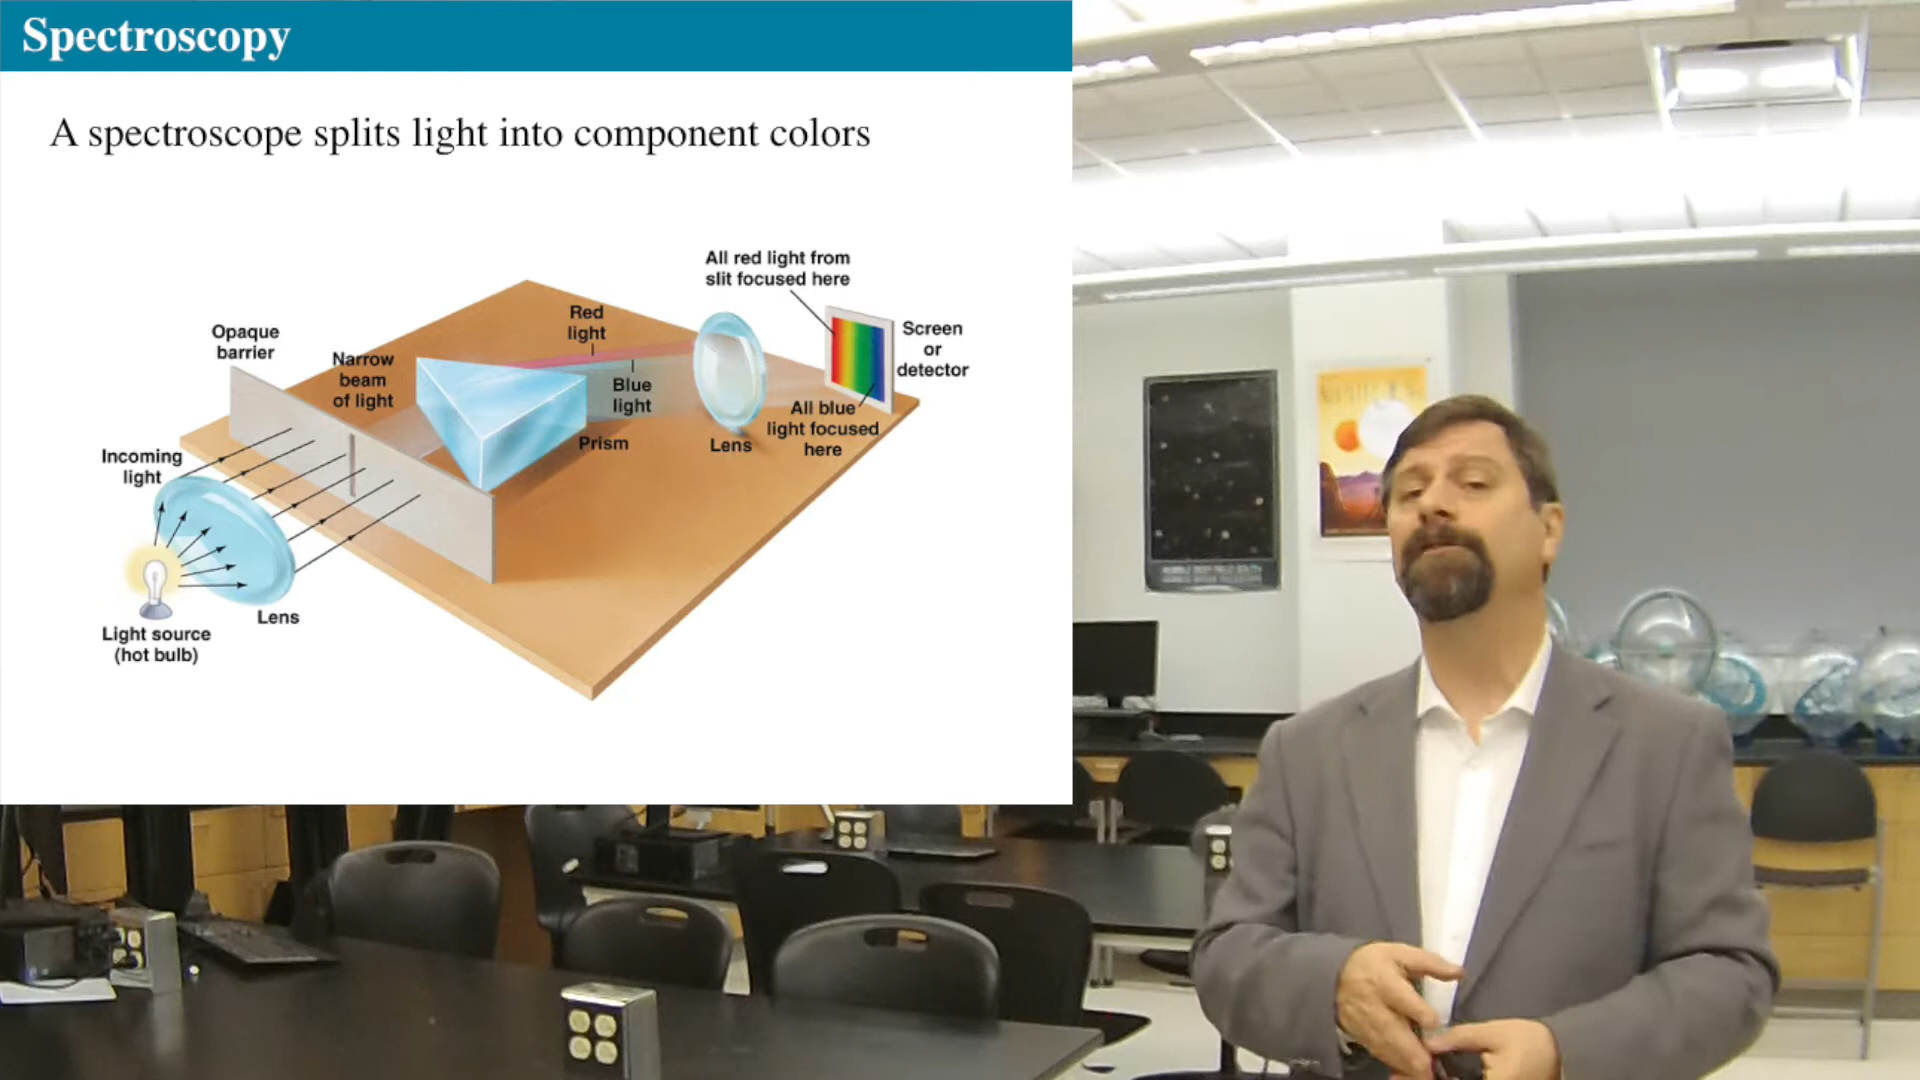 Spectroscopy
A spectroscope splits light into component colors
All red light from
slit focused here
Red
light
Opaque
barrier
Screen
or
detector
Narrow
beam
of light
Blue
light
All blue
light focused
here
Prism
Lens
Incoming
light
Lens
Light source
(hot bulb)